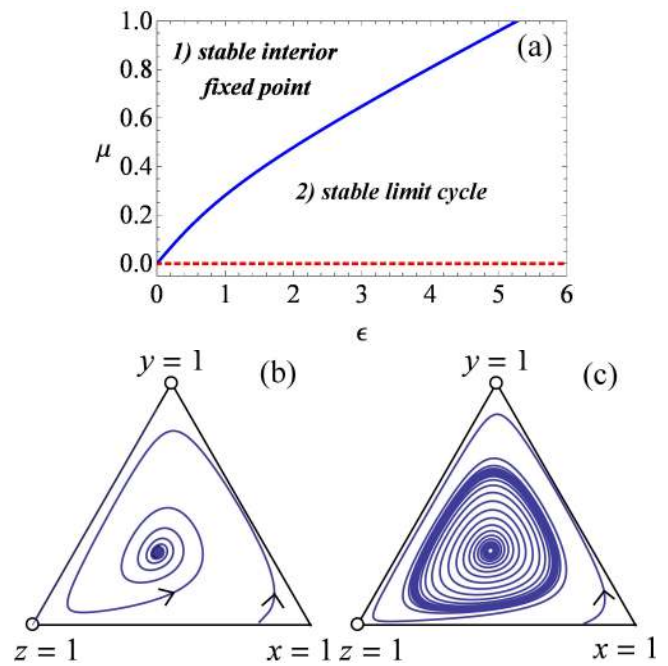 (a)
1) stable interior
fixed point
2) stable limit cycle
μ
1.0
0.8
0.6
0.4
0.2
0.0
0 1 2 3 4 5 6
ϵ
y = 1 (b) y = 1 (c)
z = 1 x = 1 z = 1 x = 1